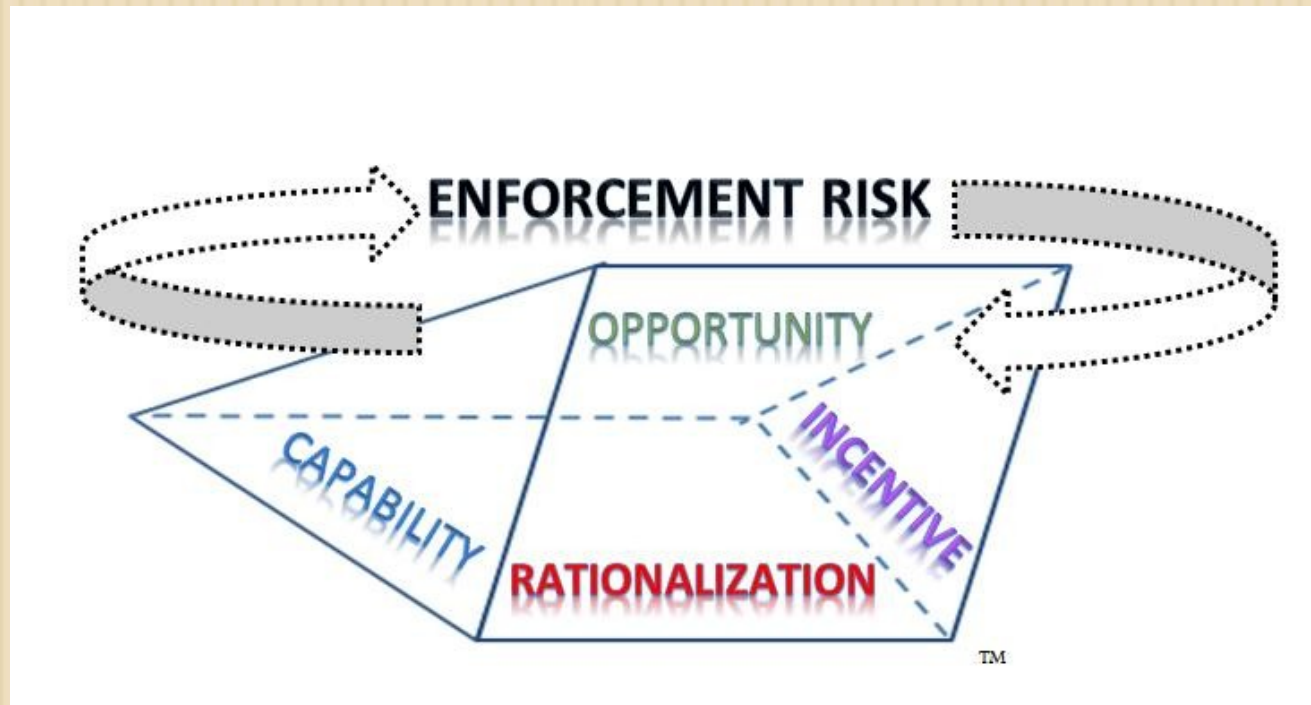 ENFORCEMENT RISK
OPPORTUNITY
CAPABILITY
INCENTIVE
RATIONALIZATION
TM